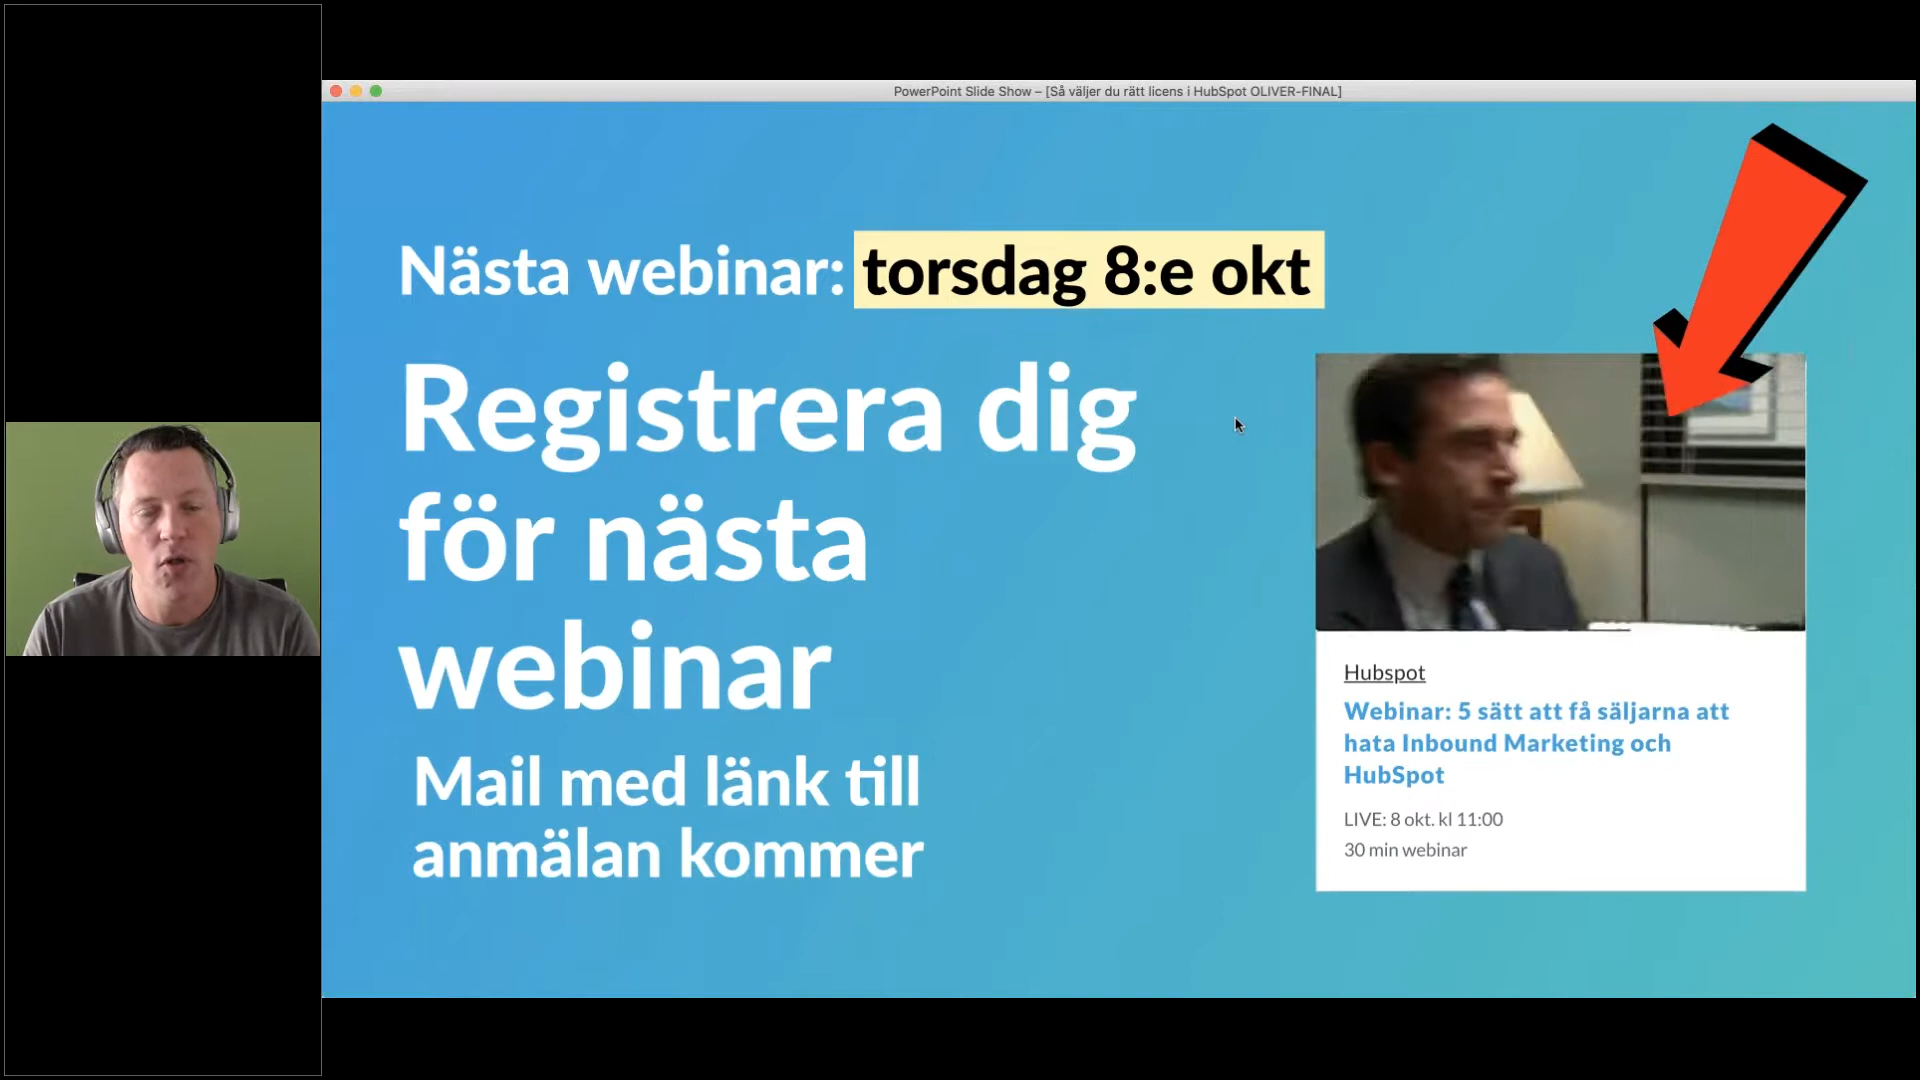 PowerPoint Slide Show – [Så väljer du rätt licens i HubSpot OLIVER-FINAL]
Nästa webinar: torsdag 8:e okt
Registrera dig
för nästa
webinar
Mail med länk till
anmälan kommer
Hubspot
Webinar: 5 sätt att få säljarna att
hata Inbound Marketing och
HubSpot
LIVE: 8 okt. kl 11:00
30 min webinar